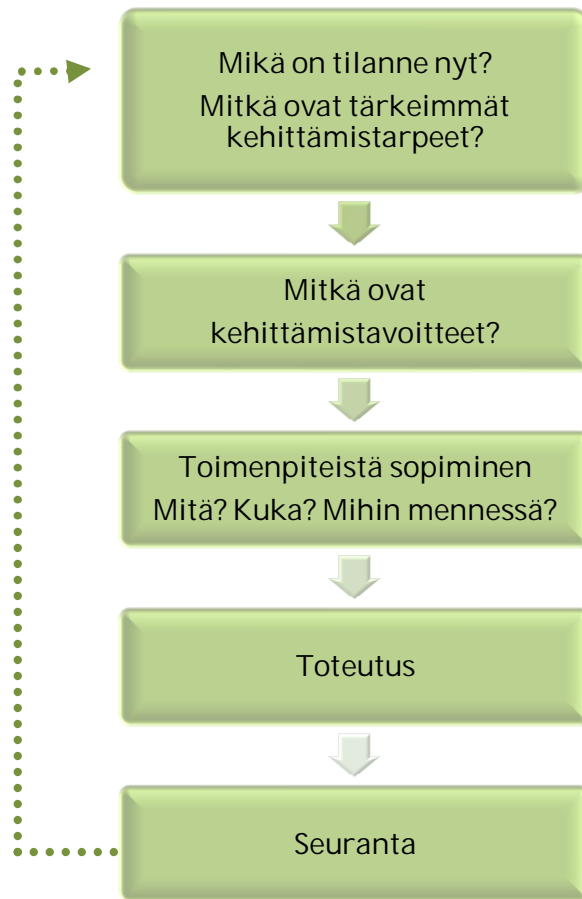 Mikä on tilanne nyt?
Mitkä ovat tärkeimmät
kehittämistarpeet?
Mitkä ovat
kehittämistavoitteet?
Toimenpiteistä sopiminen
Mitä? Kuka? Mihin mennessä?
Toteutus
Seuranta